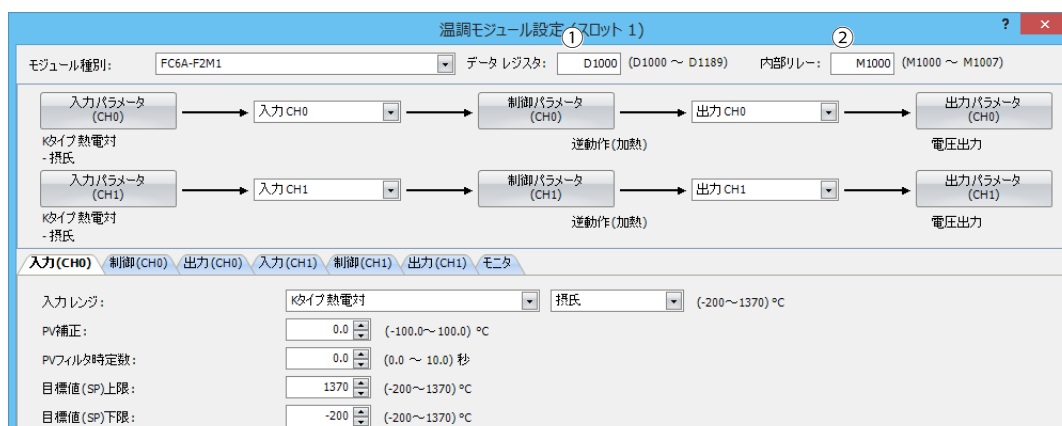 温調モジュール設定 (スロット 1)
? ×
① ②
モジュール種別: FC6A-F2M1 データ レジスタ: D1000 (D1000 ～ D1189) 内部リレー: M1000 (M1000 ～ M1007)
入力パラメータ (CH0) 入力 CH0 制御パラメータ (CH0) 出力 CH0 出力パラメータ (CH0)
Kタイプ熱電対 逆動作(加熱) 電圧出力
- 摂氏
入力パラメータ (CH1) 入力 CH1 制御パラメータ (CH1) 出力 CH1 出力パラメータ (CH1)
Kタイプ熱電対 逆動作(加熱) 電圧出力
- 摂氏
入力(CH0) 制御(CH0) 出力(CH0) 入力(CH1) 制御(CH1) 出力(CH1) モニタ
入力レンジ: Kタイプ熱電対 摂氏 (-200～1370) °C
PV補正: 0.0 (-100.0～100.0) °C
PVフィルタ時定数: 0.0 (0.0 ～ 10.0) 秒
目標値(SP)上限: 1370 (-200～1370) °C
目標値(SP)下限: -200 (-200～1370) °C